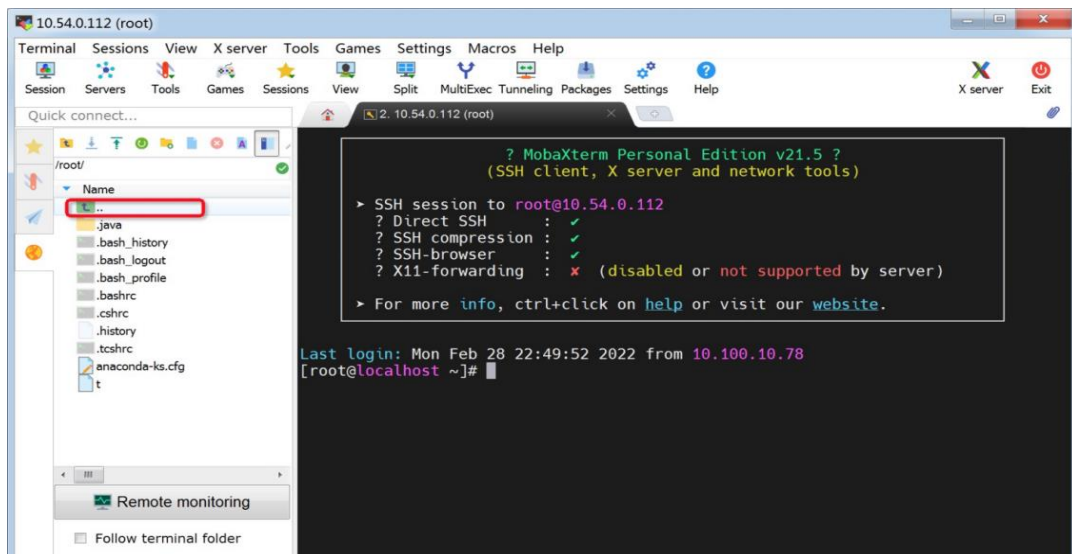 10.54.0.112 (root)
Terminal Sessions View X server Tools Games Settings Macros Help
Session Servers Tools Games Sessions View Split MultiExec Tunneling Packages Settings Help X server Exit
Quick connect...
2. 10.54.0.112 (root)
/root/
Name
..
.java
.bash_history
.bash_logout
.bash_profile
.bashrc
.cshrc
.history
.tcshrc
anaconda-ks.cfg
t
Remote monitoring
Follow terminal folder
? MobaXterm Personal Edition v21.5 ?
(SSH client, X server and network tools)
➤ SSH session to root@10.54.0.112
? Direct SSH : ✔
? SSH compression : ✔
? SSH-browser : ✔
? X11-forwarding : ✘ (disabled or not supported by server)
➤ For more info, ctrl+click on help or visit our website.
Last login: Mon Feb 28 22:49:52 2022 from 10.100.10.78
[root@localhost ~]#